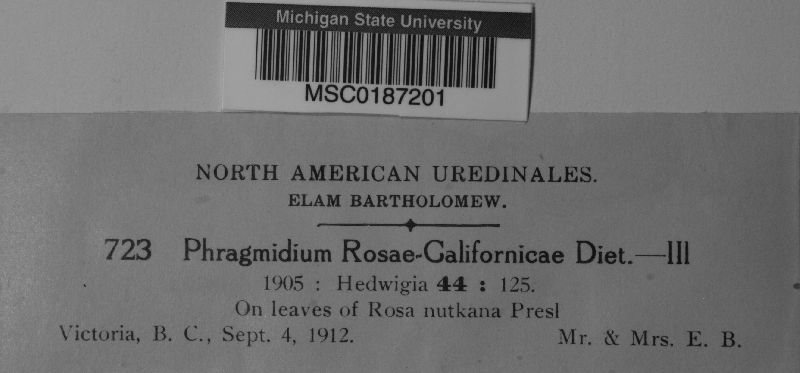 Michigan State University
MSC0187201
NORTH AMERICAN UREDINALES.
ELAM BARTHOLOMEW.
723 Phragmidium Rosae-Californicae Diet.—III
1905 : Hedwigia 44 : 125.
On leaves of Rosa nutkana Presl
Victoria, B. C., Sept. 4, 1912. Mr. & Mrs. E. B.